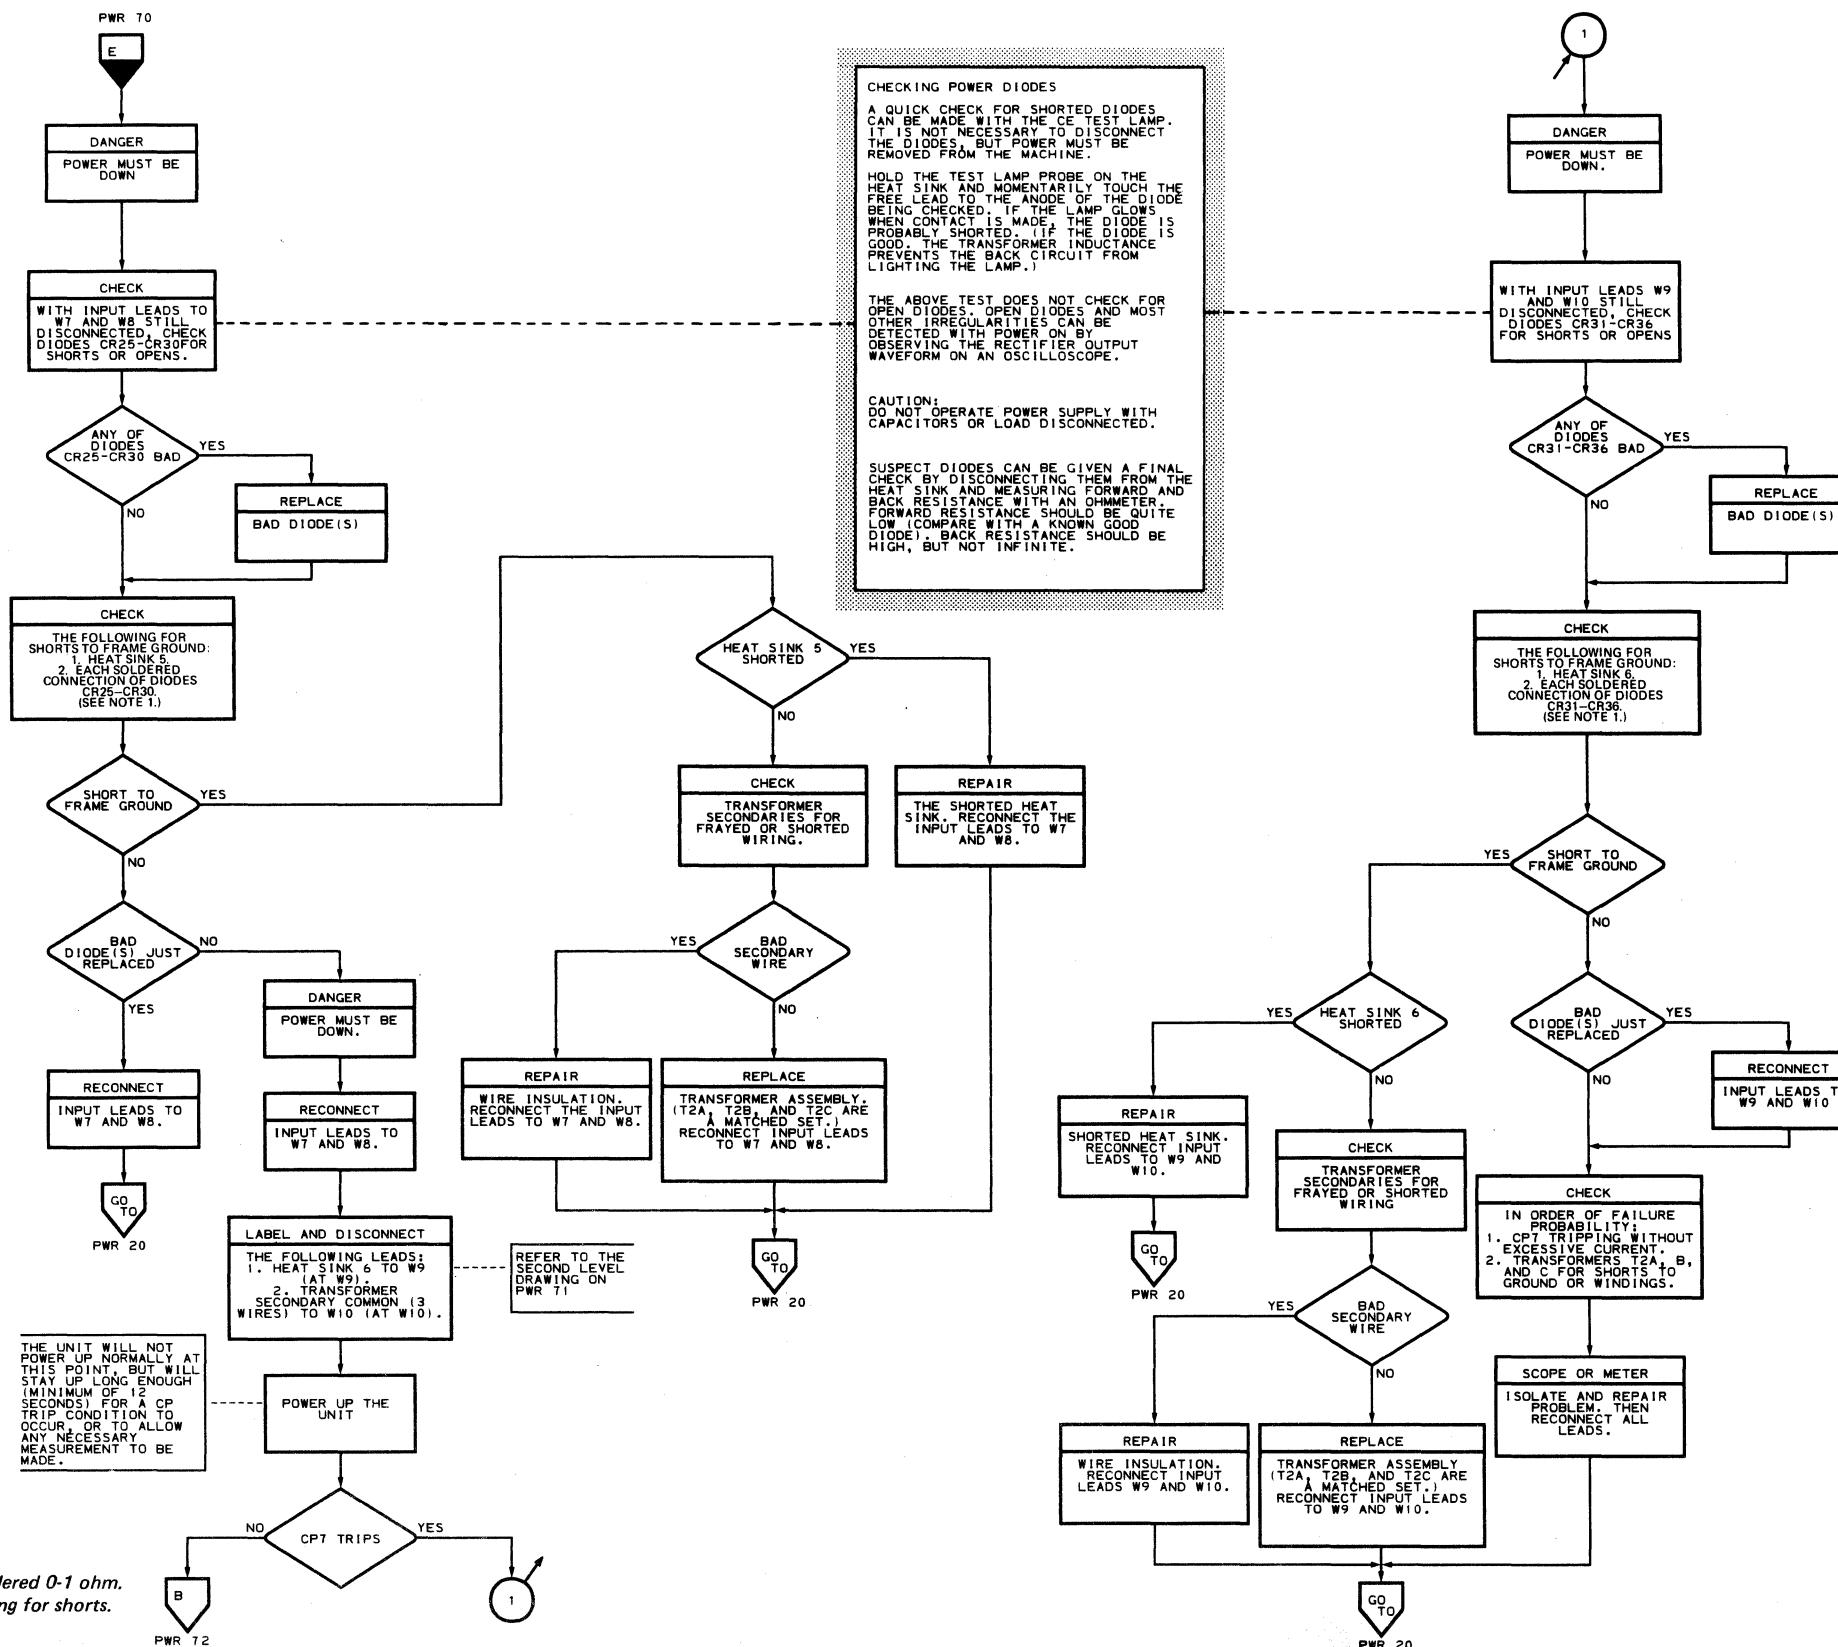 PWR 70
E
DANGER
POWER MUST BE
DOWN
CHECK
WITH INPUT LEADS TO
W7 AND W8 STILL
DISCONNECTED, CHECK
DIODES CR25-CR30FOR
SHORTS OR OPENS.
ANY OF
DIODES
CR25-CR30 BAD
YES
NO
REPLACE
BAD DIODE(S)
CHECK
THE FOLLOWING FOR
SHORTS TO FRAME GROUND:
1. HEAT SINK 5.
2. EACH SOLDERED
CONNECTION OF DIODES
CR25-CR30.
(SEE NOTE 1.)
SHORT TO
FRAME GROUND
YES
NO
BAD
DIODE(S) JUST
REPLACED
NO
YES
RECONNECT
INPUT LEADS TO
W7 AND W8.
GO
TO
PWR 20
DANGER
POWER MUST BE
DOWN.
RECONNECT
INPUT LEADS TO
W7 AND W8.
LABEL AND DISCONNECT
THE FOLLOWING LEADS:
1. HEAT SINK 6 TO W9
(AT W9).
2. TRANSFORMER
SECONDARY COMMON (3
WIRES) TO W10 (AT W10).
REFER TO THE
SECOND LEVEL
DRAWING ON
PWR 71
THE UNIT WILL NOT
POWER UP NORMALLY AT
THIS POINT, BUT WILL
STAY UP LONG ENOUGH
(MINIMUM OF 12
SECONDS) FOR A CP
TRIP CONDITION TO
OCCUR, OR TO ALLOW
ANY NECESSARY
MEASUREMENT TO BE
MADE.
POWER UP THE
UNIT
CP7 TRIPS
NO
YES
B
PWR 72
1
dered 0-1 ohm.
ng for shorts.
HEAT SINK 5
SHORTED
YES
NO
CHECK
TRANSFORMER
SECONDARIES FOR
FRAYED OR SHORTED
WIRING.
REPAIR
THE SHORTED HEAT
SINK. RECONNECT THE
INPUT LEADS TO W7
AND W8.
BAD
SECONDARY
WIRE
YES
NO
REPAIR
WIRE INSULATION.
RECONNECT THE INPUT
LEADS TO W7 AND W8.
REPLACE
TRANSFORMER ASSEMBLY.
(T2A, T2B, AND T2C ARE
A MATCHED SET.)
RECONNECT INPUT LEADS
TO W7 AND W8.
GO
TO
PWR 20
CHECKING POWER DIODES
A QUICK CHECK FOR SHORTED DIODES
CAN BE MADE WITH THE CE TEST LAMP.
IT IS NOT NECESSARY TO DISCONNECT
THE DIODES, BUT POWER MUST BE
REMOVED FROM THE MACHINE.
HOLD THE TEST LAMP PROBE ON THE
HEAT SINK AND MOMENTARILY TOUCH THE
FREE LEAD TO THE ANODE OF THE DIODE
BEING CHECKED. IF THE LAMP GLOWS
WHEN CONTACT IS MADE, THE DIODE IS
PROBABLY SHORTED. (IF THE DIODE IS
GOOD. THE TRANSFORMER INDUCTANCE
PREVENTS THE BACK CIRCUIT FROM
LIGHTING THE LAMP.)
THE ABOVE TEST DOES NOT CHECK FOR
OPEN DIODES. OPEN DIODES AND MOST
OTHER IRREGULARITIES CAN BE
DETECTED WITH POWER ON BY
OBSERVING THE RECTIFIER OUTPUT
WAVEFORM ON AN OSCILLOSCOPE.
CAUTION:
DO NOT OPERATE POWER SUPPLY WITH
CAPACITORS OR LOAD DISCONNECTED.
SUSPECT DIODES CAN BE GIVEN A FINAL
CHECK BY DISCONNECTING THEM FROM THE
HEAT SINK AND MEASURING FORWARD AND
BACK RESISTANCE WITH AN OHMMETER.
FORWARD RESISTANCE SHOULD BE QUITE
LOW (COMPARE WITH A KNOWN GOOD
DIODE). BACK RESISTANCE SHOULD BE
HIGH, BUT NOT INFINITE.
1
DANGER
POWER MUST BE
DOWN.
WITH INPUT LEADS W9
AND W10 STILL
DISCONNECTED, CHECK
DIODES CR31-CR36
FOR SHORTS OR OPENS
ANY OF
DIODES
CR31-CR36 BAD
YES
NO
REPLACE
BAD DIODE(S)
CHECK
THE FOLLOWING FOR
SHORTS TO FRAME GROUND:
1. HEAT SINK 6.
2. EACH SOLDERED
CONNECTION OF DIODES
CR31-CR36.
(SEE NOTE 1.)
SHORT TO
FRAME GROUND
YES
NO
HEAT SINK 6
SHORTED
YES
NO
BAD
DIODE(S) JUST
REPLACED
YES
NO
RECONNECT
INPUT LEADS T
W9 AND W10
REPAIR
SHORTED HEAT SINK.
RECONNECT INPUT
LEADS TO W9 AND
W10.
GO
TO
PWR 20
CHECK
TRANSFORMER
SECONDARIES FOR
FRAYED OR SHORTED
WIRING
CHECK
IN ORDER OF FAILURE
PROBABILITY:
1. CP7 TRIPPING WITHOUT
EXCESSIVE CURRENT.
2. TRANSFORMERS T2A, B,
AND C FOR SHORTS TO
GROUND OR WINDINGS.
BAD
SECONDARY
WIRE
YES
NO
SCOPE OR METER
ISOLATE AND REPAIR
PROBLEM. THEN
RECONNECT ALL
LEADS.
REPAIR
WIRE INSULATION.
RECONNECT INPUT
LEADS W9 AND W10.
REPLACE
TRANSFORMER ASSEMBLY
(T2A, T2B, AND T2C ARE
A MATCHED SET.)
RECONNECT INPUT LEADS
TO W9 AND W10.
GO
TO
PWR 20